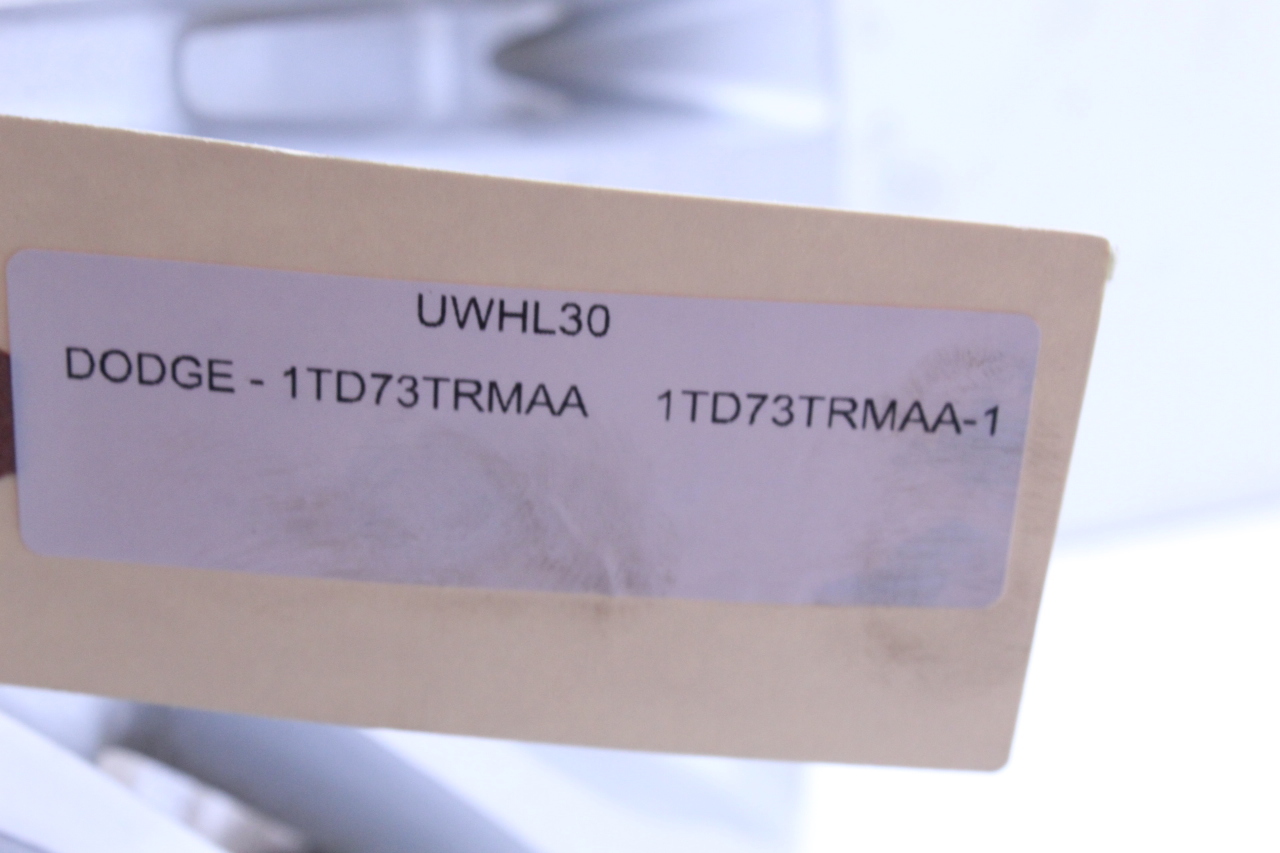 UWHL30
DODGE - 1TD73TRMAA 1TD73TRMAA-1